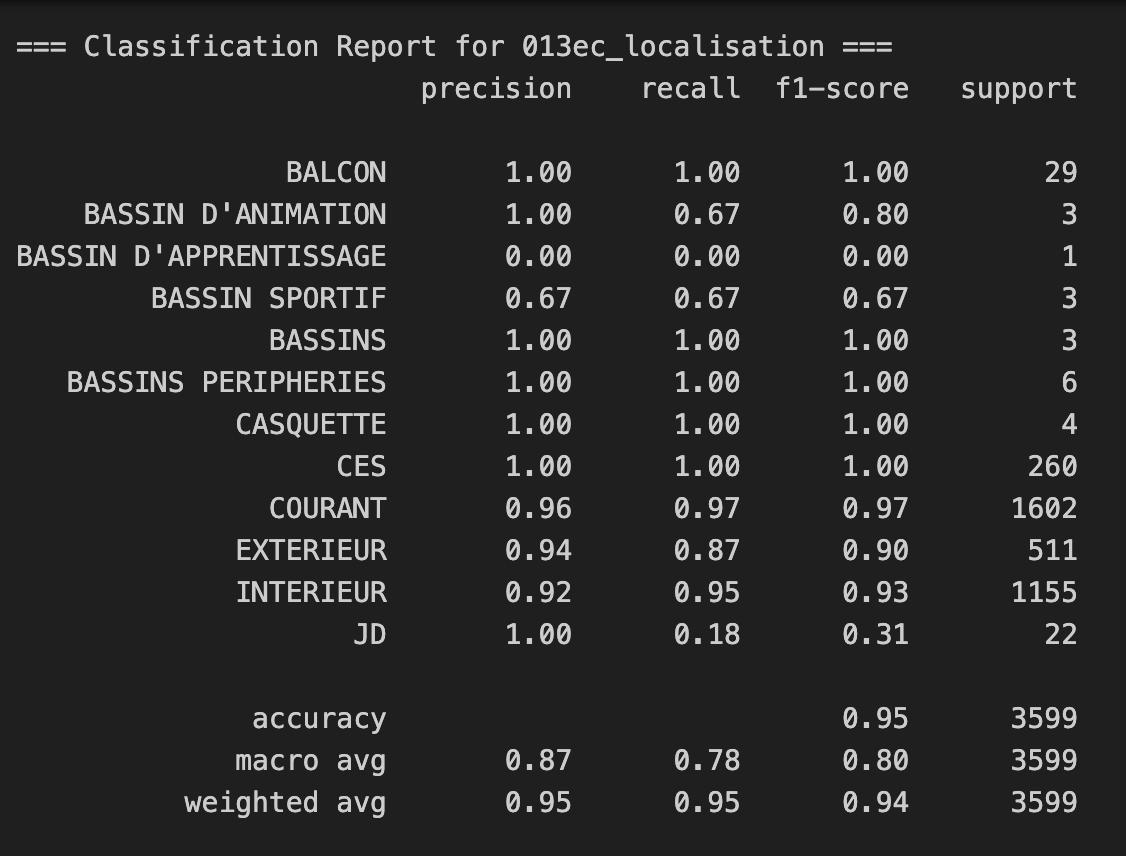 === Classification Report for 013ec_localisation ===
precision recall f1-score support
BALCON 1.00 1.00 1.00 29
BASSIN D'ANIMATION 1.00 0.67 0.80 3
BASSIN D'APPRENTISSAGE 0.00 0.00 0.00 1
BASSIN SPORTIF 0.67 0.67 0.67 3
BASSINS 1.00 1.00 1.00 3
BASSINS PERIPHERIES 1.00 1.00 1.00 6
CASQUETTE 1.00 1.00 1.00 4
CES 1.00 1.00 1.00 260
COURANT 0.96 0.97 0.97 1602
EXTERIEUR 0.94 0.87 0.90 511
INTERIEUR 0.92 0.95 0.93 1155
JD 1.00 0.18 0.31 22
accuracy 0.95 3599
macro avg 0.87 0.78 0.80 3599
weighted avg 0.95 0.95 0.94 3599